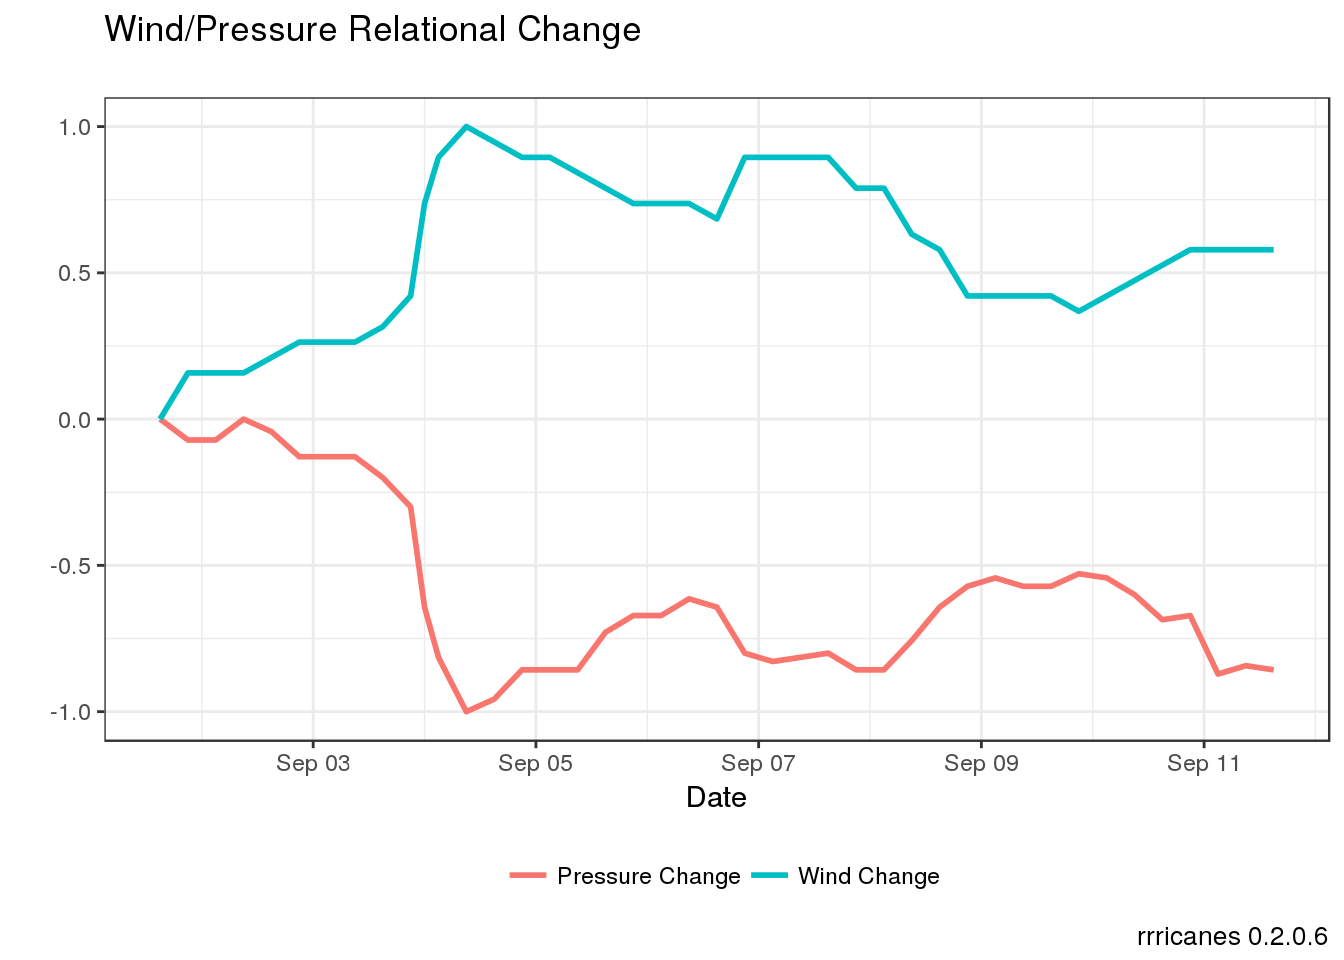 Wind/Pressure Relational Change
1.0
0.5
0.0
-0.5
-1.0
Sep 03 Sep 05 Sep 07 Sep 09 Sep 11
Date
Pressure Change Wind Change
rrricanes 0.2.0.6